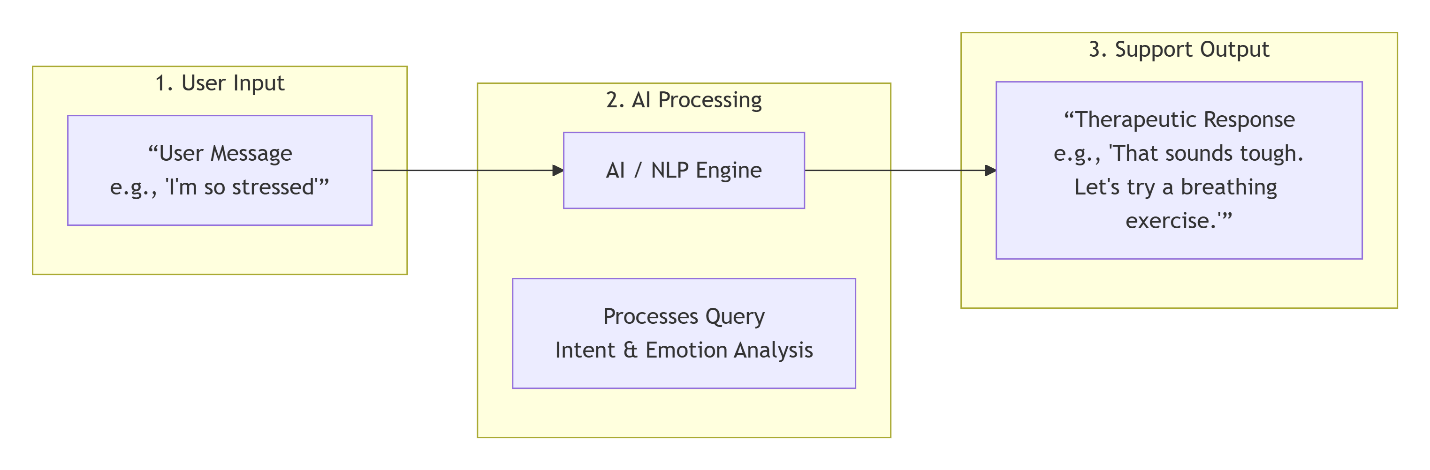 1. User Input
“User Message
e.g., 'I'm so stressed'”
2. AI Processing
AI / NLP Engine
Processes Query
Intent & Emotion Analysis
3. Support Output
“Therapeutic Response
e.g., 'That sounds tough.
Let's try a breathing
exercise.'”